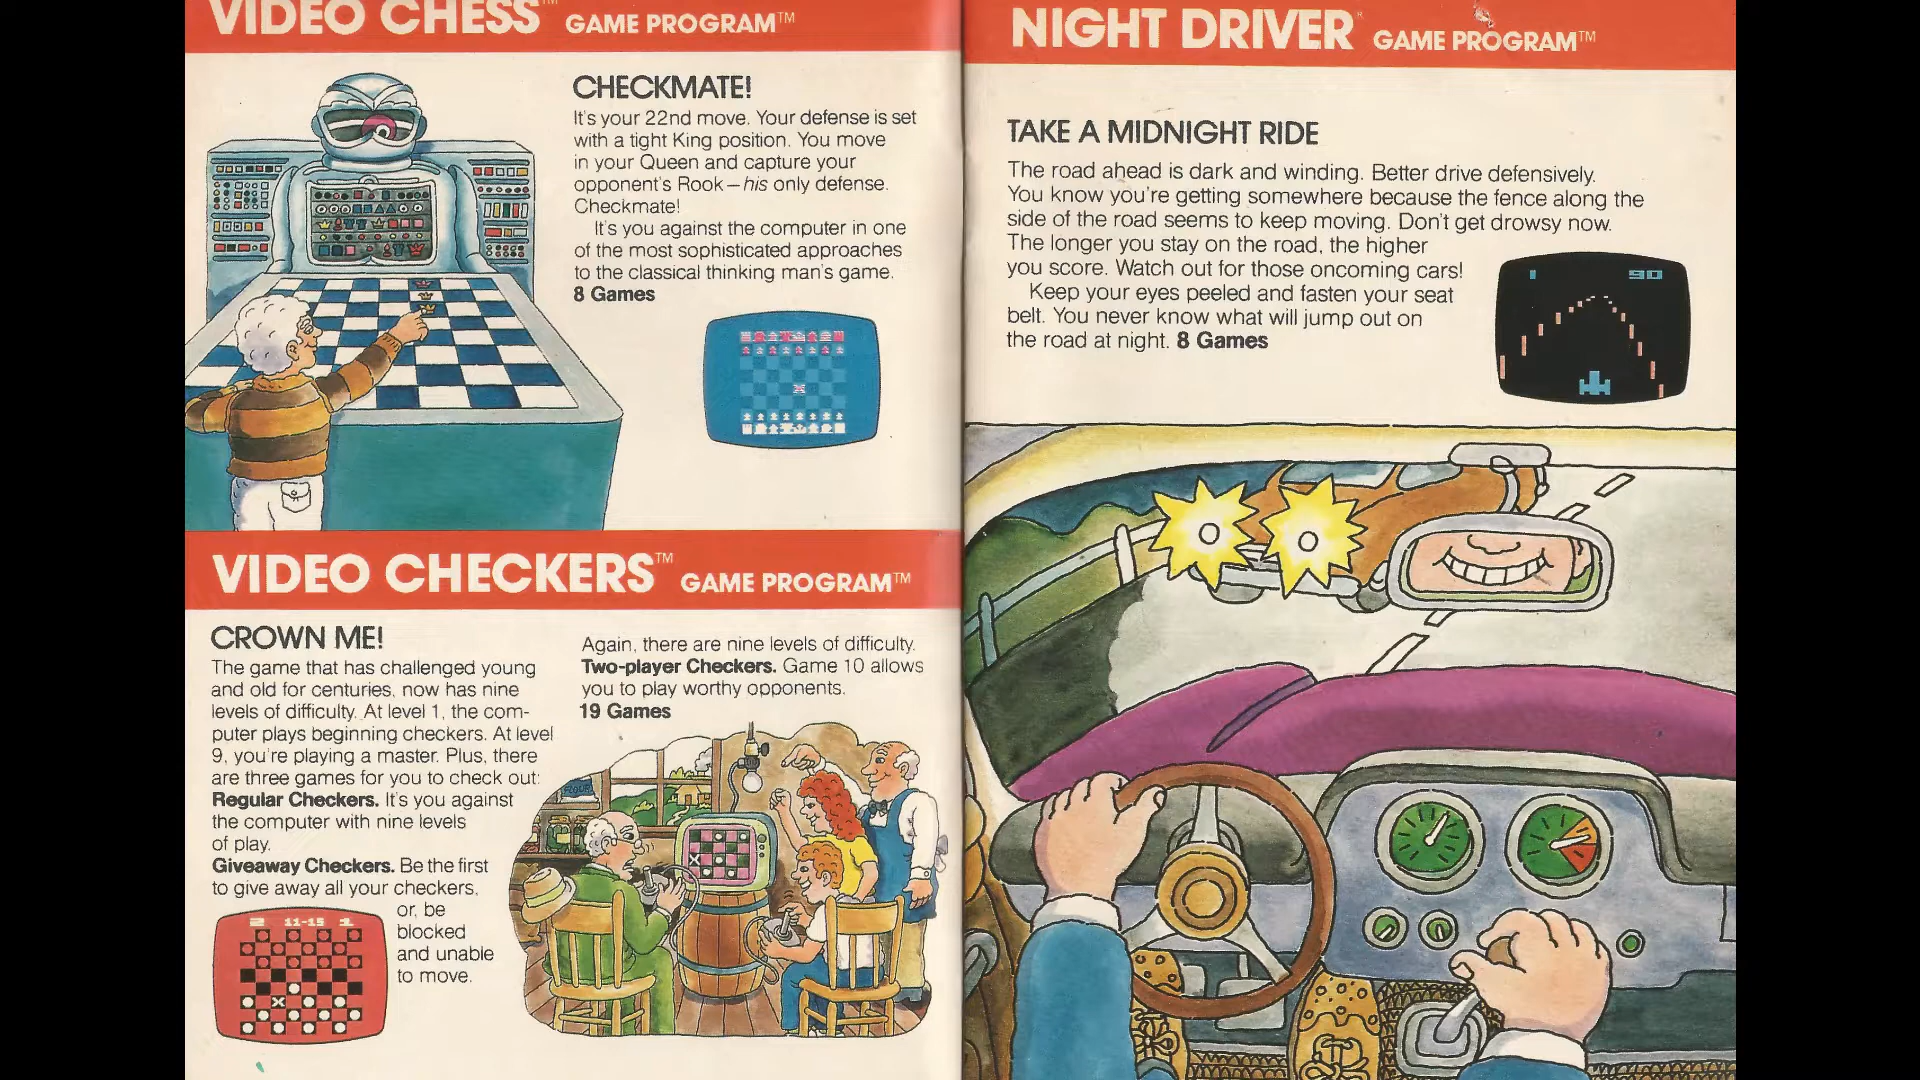 VIDEO CHESS™ GAME PROGRAM™
CHECKMATE!
It's your 22nd move. Your defense is set
with a tight King position. You move
in your Queen and capture your
opponent's Rook—his only defense.
Checkmate!
It's you against the computer in one
of the most sophisticated approaches
to the classical thinking man's game.
8 Games
VIDEO CHECKERS™ GAME PROGRAM™
CROWN ME!
The game that has challenged young
and old for centuries, now has nine
levels of difficulty. At level 1, the com-
puter plays beginning checkers. At level
9, you're playing a master. Plus, there
are three games for you to check out:
Regular Checkers. It's you against
the computer with nine levels
of play.
Giveaway Checkers. Be the first
to give away all your checkers,
or, be
blocked
and unable
to move.
2 11-15 1
Again, there are nine levels of difficulty.
Two-player Checkers. Game 10 allows
you to play worthy opponents.
19 Games
FLOUR
NIGHT DRIVER GAME PROGRAM™
TAKE A MIDNIGHT RIDE
The road ahead is dark and winding. Better drive defensively.
You know you're getting somewhere because the fence along the
side of the road seems to keep moving. Don't get drowsy now.
The longer you stay on the road, the higher
you score. Watch out for those oncoming cars!
Keep your eyes peeled and fasten your seat
belt. You never know what will jump out on
the road at night. 8 Games
1 90